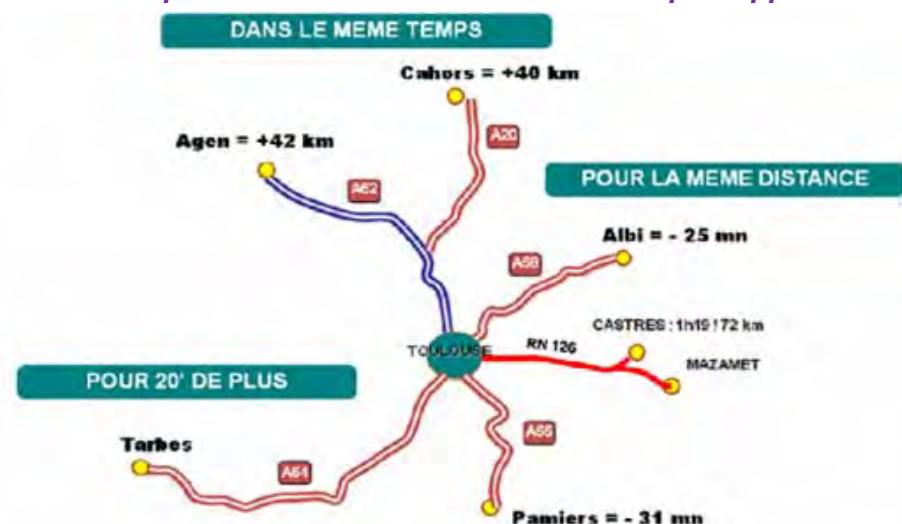 DANS LE MEME TEMPS
Cahors = +40 km
A20
Agen = +42 km
A62
POUR LA MEME DISTANCE
Albi = - 25 mn
A68
CASTRES : 1h19 ! 72 km
TOULOUSE
RN 126
MAZAMET
POUR 20' DE PLUS
Tarbes
A64
A66
Pamiers = - 31 mn